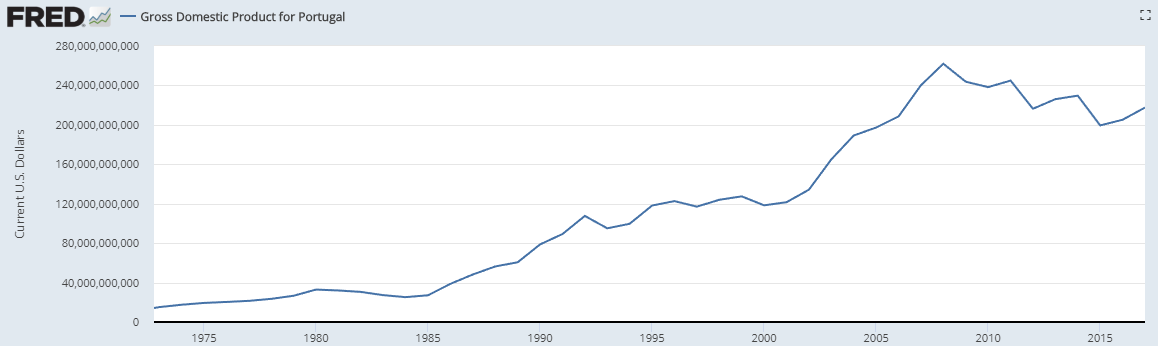 FRED
Gross Domestic Product for Portugal
280,000,000,000
240,000,000,000
200,000,000,000
160,000,000,000
120,000,000,000
80,000,000,000
40,000,000,000
0
Current U.S. Dollars
1975 1980 1985 1990 1995 2000 2005 2010 2015